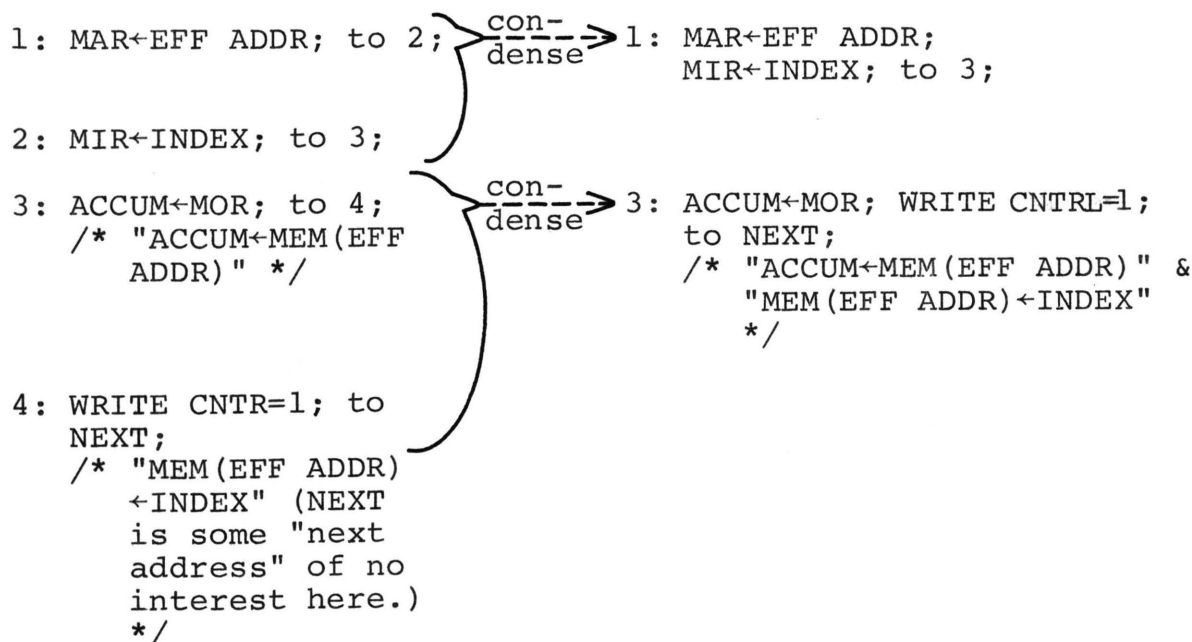 1: MAR←EFF ADDR; to 2;
2: MIR←INDEX; to 3;
3: ACCUM←MOR; to 4;
/* "ACCUM←MEM(EFF
ADDR)" */
4: WRITE CNTR=1; to
NEXT;
/* "MEM(EFF ADDR)
←INDEX" (NEXT
is some "next
address" of no
interest here.)
*/
con-
dense
con-
dense
1: MAR←EFF ADDR;
MIR←INDEX; to 3;
3: ACCUM←MOR; WRITE CNTRL=1;
to NEXT;
/* "ACCUM←MEM(EFF ADDR)" &
"MEM(EFF ADDR)←INDEX"
*/